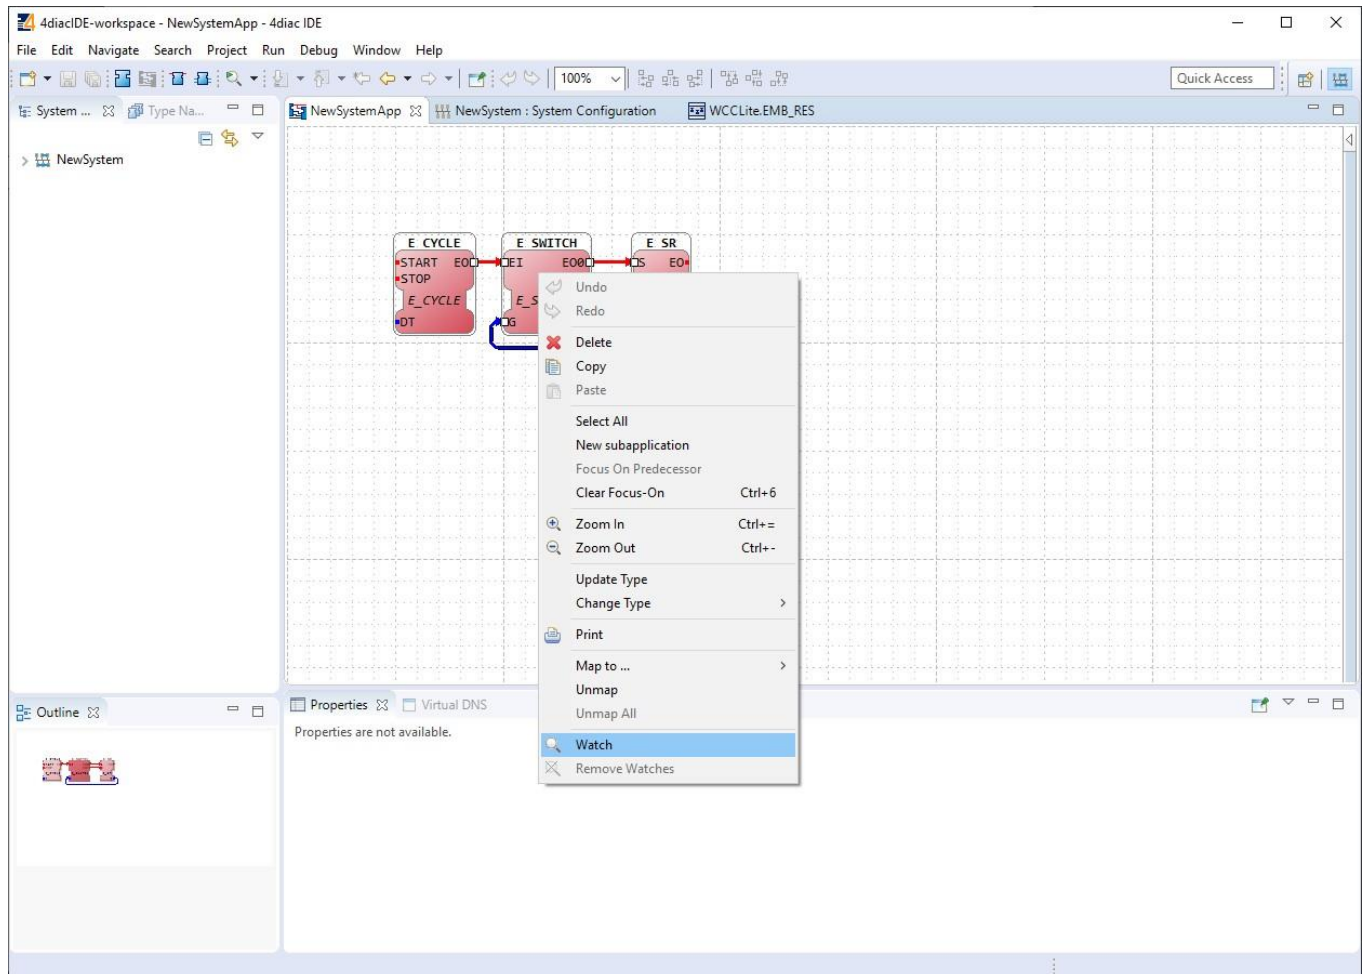 4diacIDE-workspace - NewSystemApp - 4diac IDE
File Edit Navigate Search Project Run Debug Window Help
100%
Quick Access
System ... Type Na...
NewSystemApp NewSystem : System Configuration WCCLite.EMB_RES
NewSystem
E_CYCLE E_SWITCH E_SR
START EO EI EO0 S EO
STOP
E_CYCLE E_S
DT G
Undo
Redo
Delete
Copy
Paste
Select All
New subapplication
Focus On Predecessor
Clear Focus-On Ctrl+6
Zoom In Ctrl+=
Zoom Out Ctrl+-
Update Type
Change Type
Print
Map to ...
Unmap
Unmap All
Watch
Remove Watches
Outline
Properties Virtual DNS
Properties are not available.